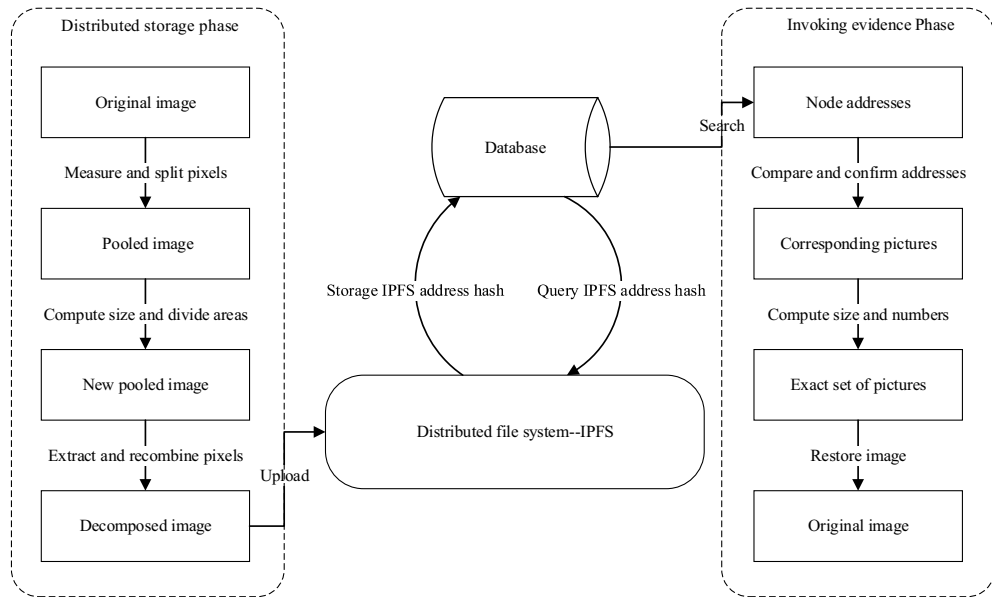 Distributed storage phase
Original image
Measure and split pixels
Pooled image
Compute size and divide areas
New pooled image
Extract and recombine pixels
Decomposed image
Upload
Database
Storage IPFS address hash
Query IPFS address hash
Distributed file system--IPFS
Search
Invoking evidence Phase
Node addresses
Compare and confirm addresses
Corresponding pictures
Compute size and numbers
Exact set of pictures
Restore image
Original image